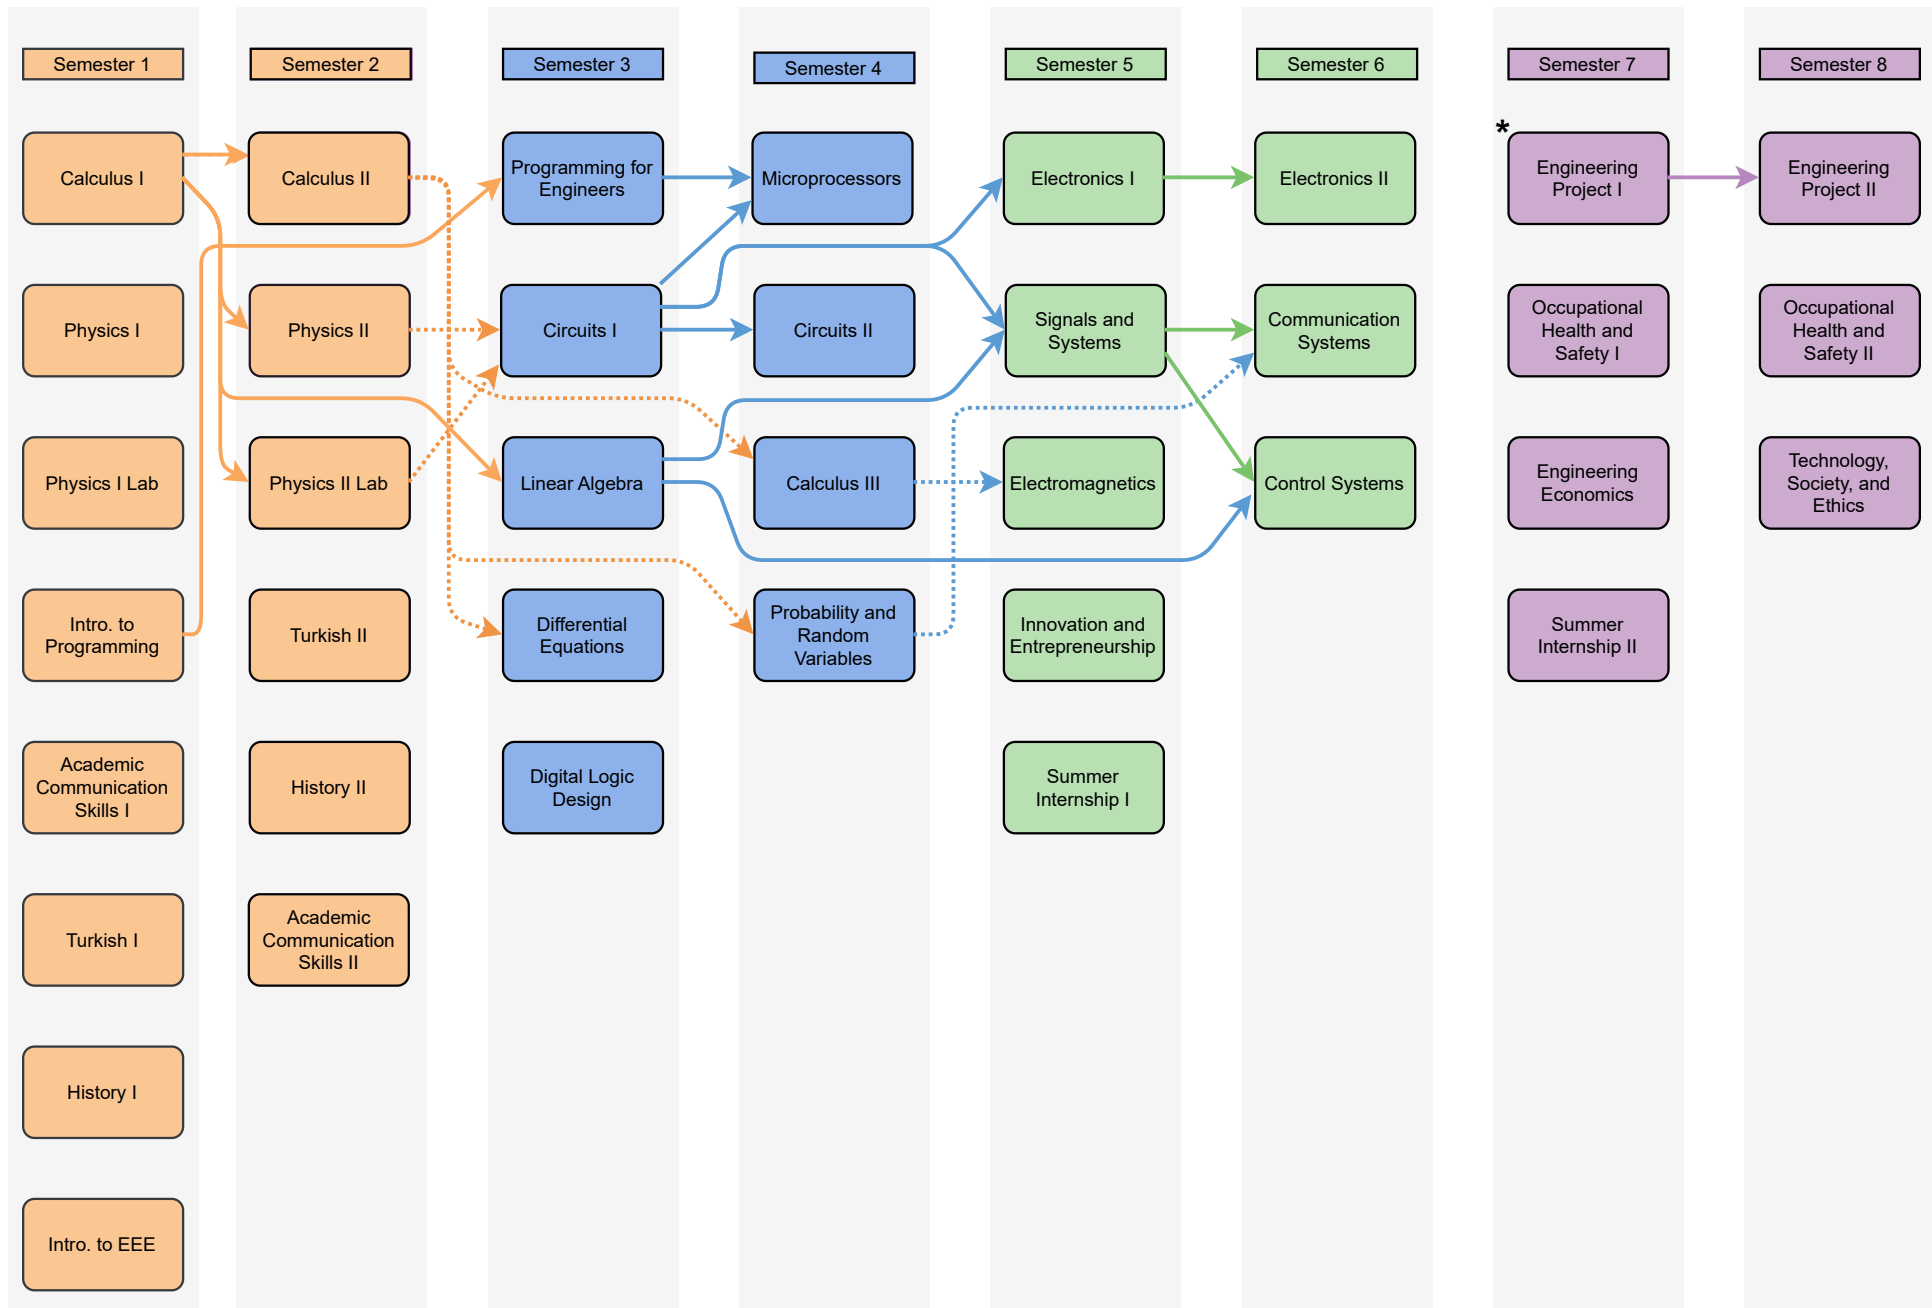 Semester 1
Semester 2
Semester 3
Semester 4
Semester 5
Semester 6
Semester 7
Semester 8
Calculus I
Calculus II
Programming for
Engineers
Microprocessors
Electronics I
Electronics II
*
Engineering
Project I
Engineering
Project II
Physics I
Physics II
Circuits I
Circuits II
Signals and
Systems
Communication
Systems
Occupational
Health and
Safety I
Occupational
Health and
Safety II
Physics I Lab
Physics II Lab
Linear Algebra
Calculus III
Electromagnetics
Control Systems
Engineering
Economics
Technology,
Society, and
Ethics
Intro. to
Programming
Turkish II
Differential
Equations
Probability and
Random
Variables
Innovation and
Entrepreneurship
Summer
Internship II
Academic
Communication
Skills I
History II
Digital Logic
Design
Summer
Internship I
Turkish I
Academic
Communication
Skills II
History I
Intro. to EEE